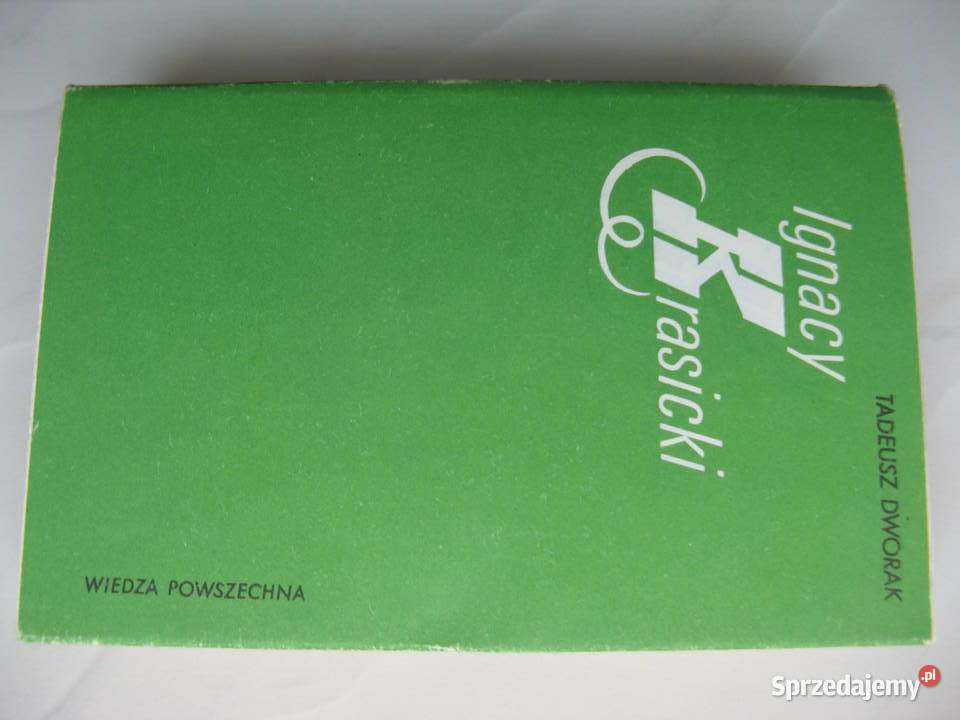 TADEUSZ DWORAK
Ignacy
Krasicki
WIEDZA POWSZECHNA
Sprzedajemy.pl